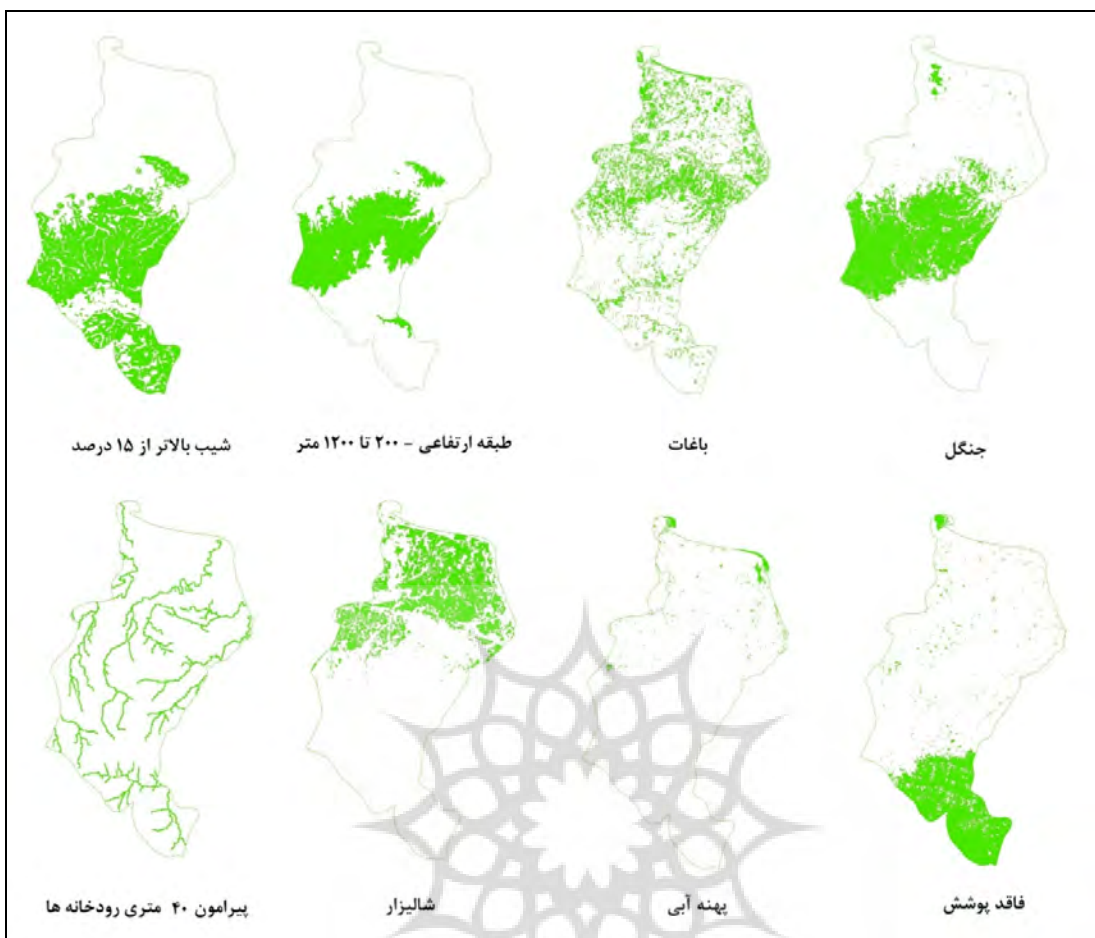 جنگل
باغات
طبقه ارتفاعی - ۲۰۰ تا ۱۲۰۰ متر
شیب بالاتر از ۱۵ درصد
فاقد پوشش
پهنه آبی
شالیزار
پیرامون ۴۰ متری رودخانه ها